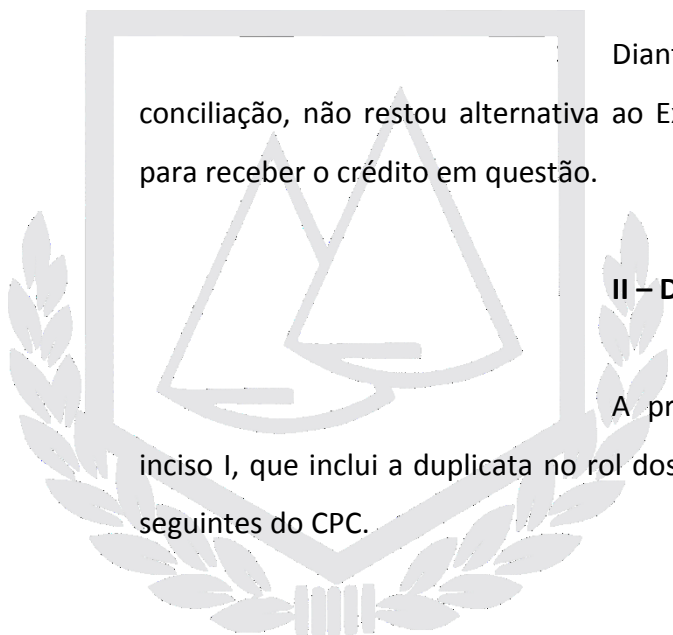 Diant
conciliação, não restou alternativa ao E
para receber o crédito em questão.
II – D
A pr
inciso I, que inclui a duplicata no rol dos
seguintes do CPC.